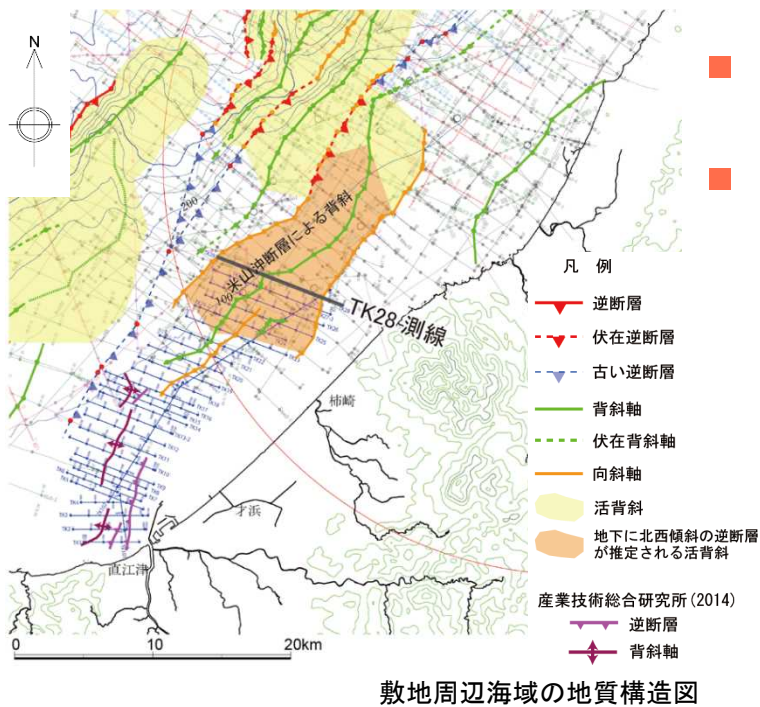 N
200
米山沖断層による背斜
100
TK28-測線
凡 例
逆断層
伏在逆断層
古い逆断層
背斜軸
伏在背斜軸
向斜軸
活背斜
地下に北西傾斜の逆断層
が推定される活背斜
柿崎
才浜
直江津
産業技術総合研究所(2014)
逆断層
背斜軸
0 10 20km
敷地周辺海域の地質構造図